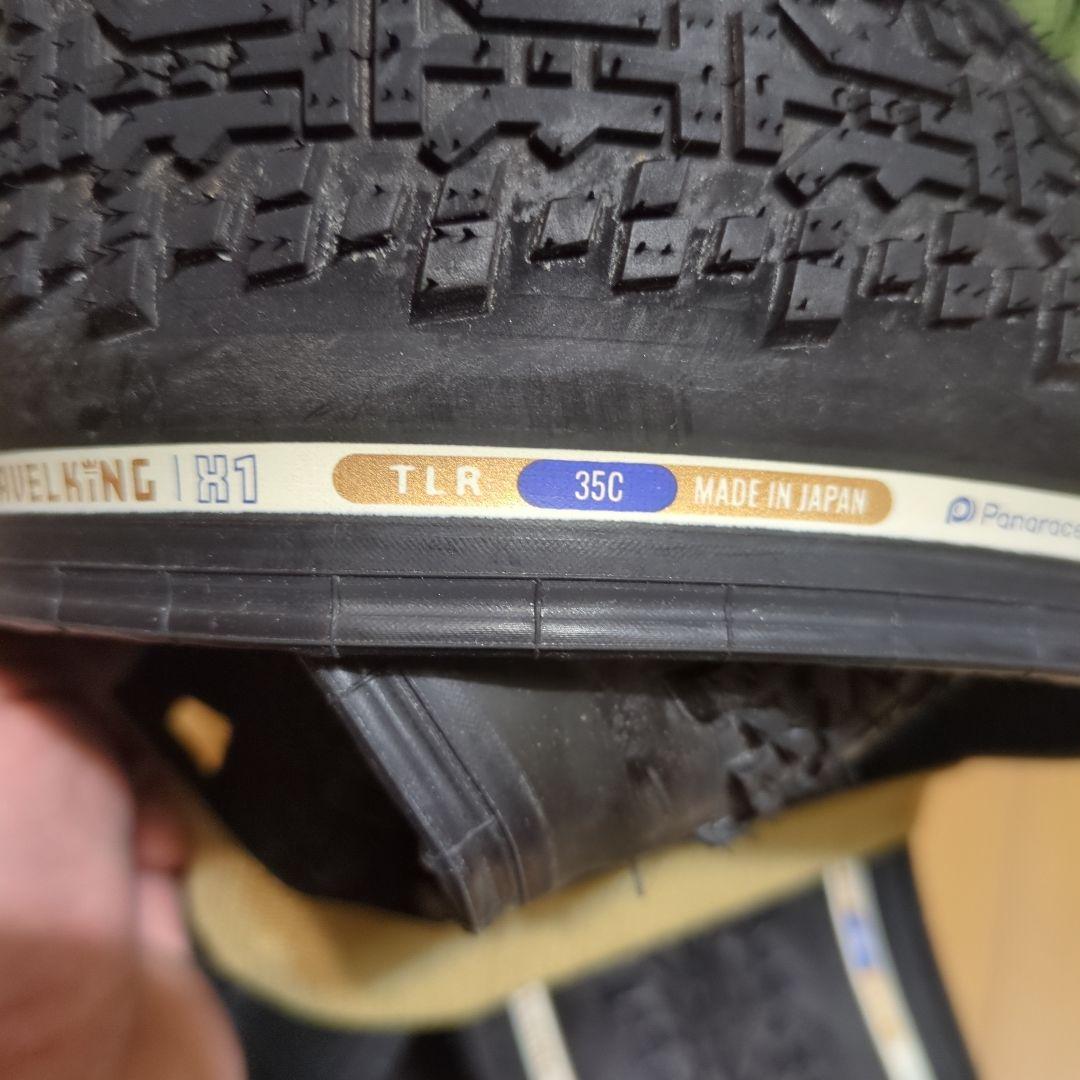 AVELKING | X1 TLR 35C MADE IN JAPAN Panarace